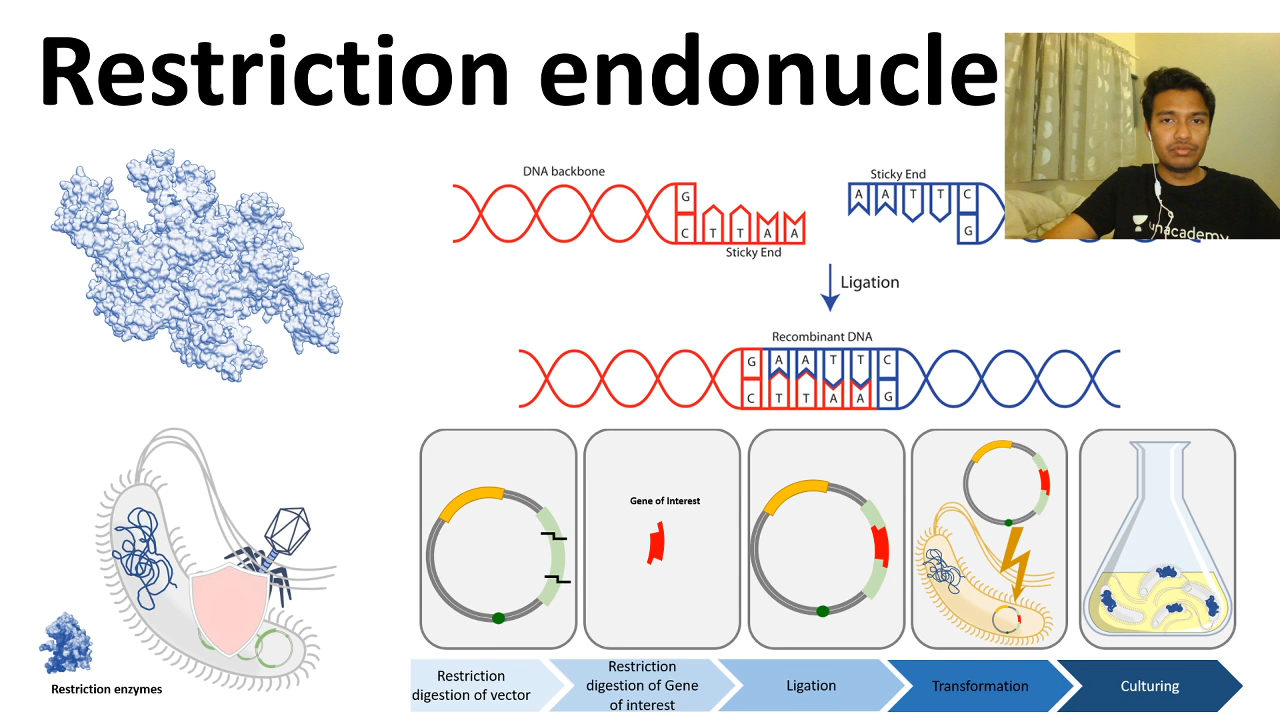 Restriction endonucle
DNA backbone
G
C T T A A
Sticky End
Sticky End
A A T T C
G
unacademy
Ligation
Recombinant DNA
G A A T T C
C T T A A G
Gene of Interest
Restriction enzymes
Restriction
digestion of vector
Restriction
digestion of Gene
of interest
Ligation
Transformation
Culturing